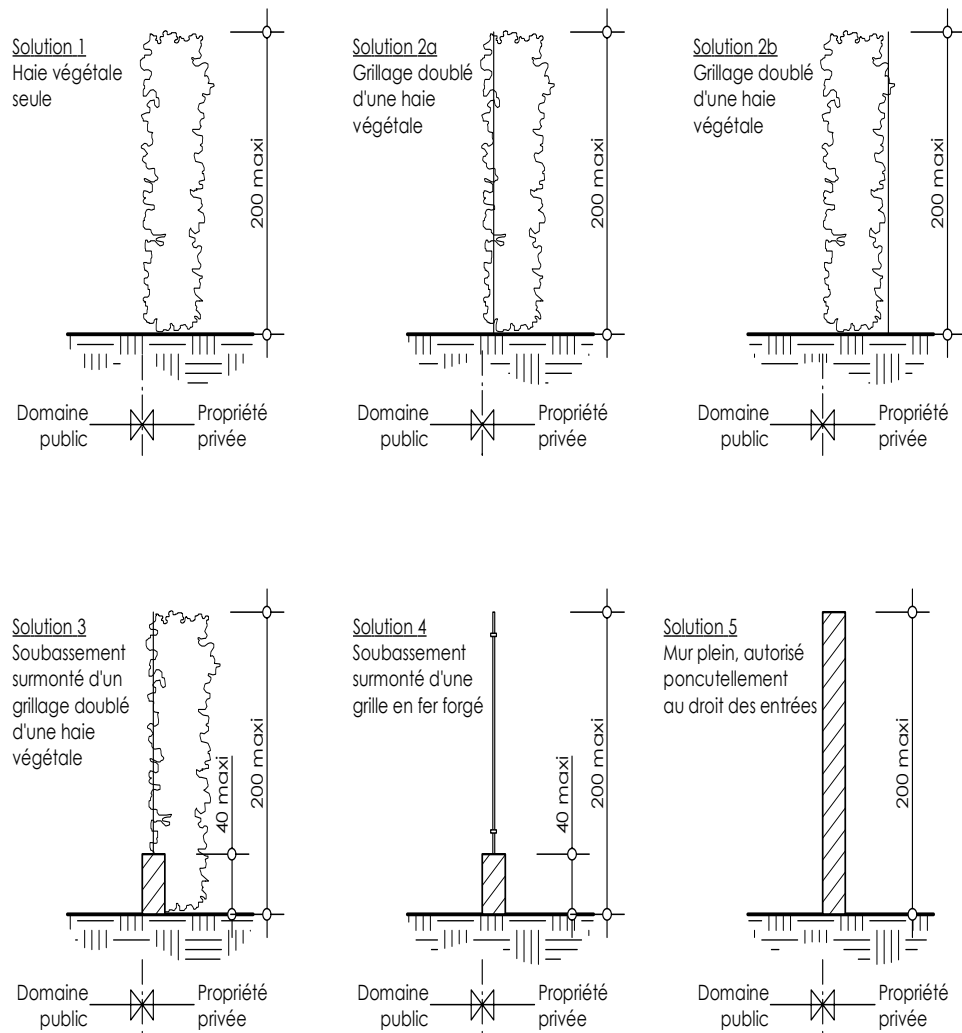 Solution 1
Haie végétale
seule
200 maxi
Solution 2a
Grillage doublé
d'une haie
végétale
200 maxi
Solution 2b
Grillage doublé
d'une haie
végétale
200 maxi
Domaine
public
Propriété
privée
Domaine
public
Propriété
privée
Domaine
public
Propriété
privée
Solution 3
Soubassement
surmonté d'un
grillage doublé
d'une haie
végétale
40 maxi
200 maxi
Solution 4
Soubassement
surmonté d'une
grille en fer forgé
40 maxi
200 maxi
Solution 5
Mur plein, autorisé
poncutellement
au droit des entrées
200 maxi
Domaine
public
Propriété
privée
Domaine
public
Propriété
privée
Domaine
public
Propriété
privée